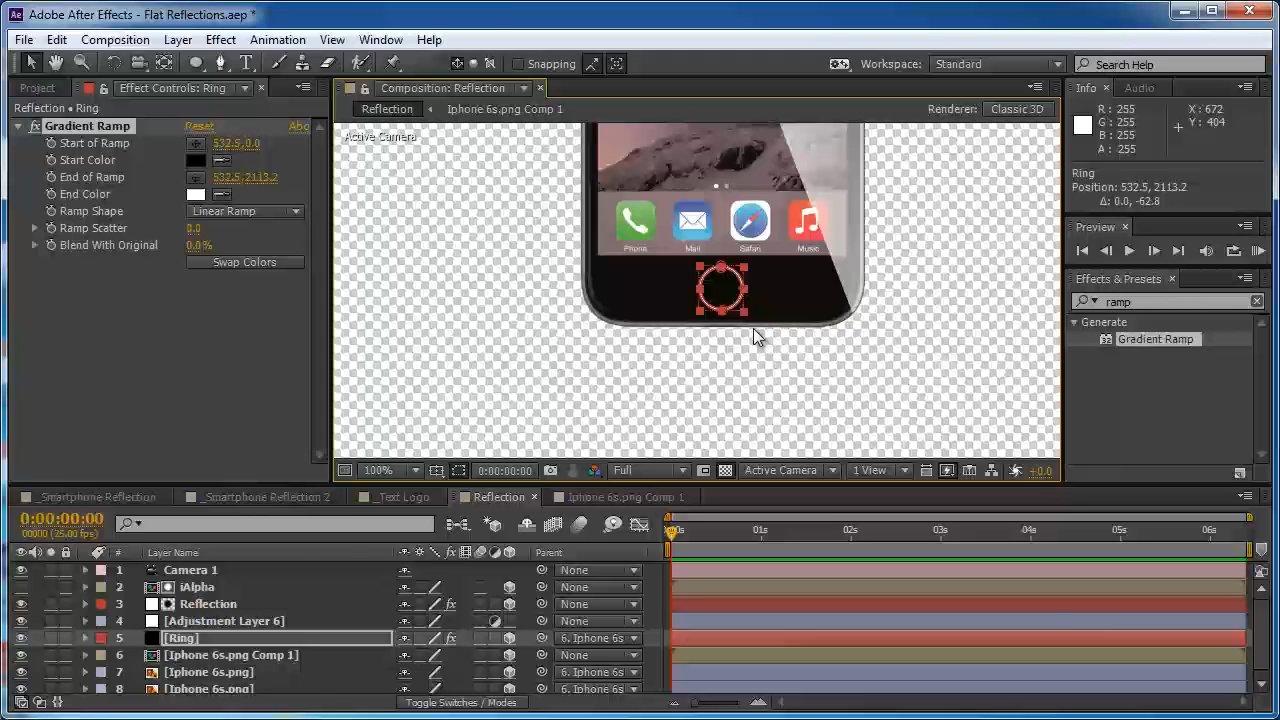 Adobe After Effects - Flat Reflections.aep *
File Edit Composition Layer Effect Animation View Window Help
Snapping
Workspace: Standard
Search Help
Project
Effect Controls: Ring
Composition: Reflection
Info
Audio
Reflection • Ring
Reflection
Iphone 6s.png Comp 1
Renderer: Classic 3D
Gradient Ramp Reset Abo
Active Camera
R: 255 X: 672
G: 255 Y: 404
B: 255
A: 255
Start of Ramp 532.5,0.0
Start Color
End of Ramp 532.5,2113.2
End Color
Ramp Shape Linear Ramp
Ramp Scatter 0.0
Blend With Original 0.0%
Swap Colors
Ring
Position: 532.5, 2113.2
Δ: 0.0, -62.8
Phone Mail Safari Music
Preview
Effects & Presets
ramp
Generate
32 Gradient Ramp
100% 0:00:00:00 Full Active Camera 1 View +0.0
_Smartphone Reflection _Smartphone Reflection 2 _Text Logo Reflection Iphone 6s.png Comp 1
0:00:00:00
00000 (25.00 fps)
:00s 01s 02s 03s 04s 05s 06s
# Layer Name Parent
1 Camera 1 None
2 iAlpha None
3 Reflection None
4 [Adjustment Layer 6] None
5 [Ring] 6. Iphone 6s
6 [Iphone 6s.png Comp 1] None
7 [Iphone 6s.png] 6. Iphone 6s
8 [Iphone 6s.png] 6. Iphone 6s
Toggle Switches / Modes